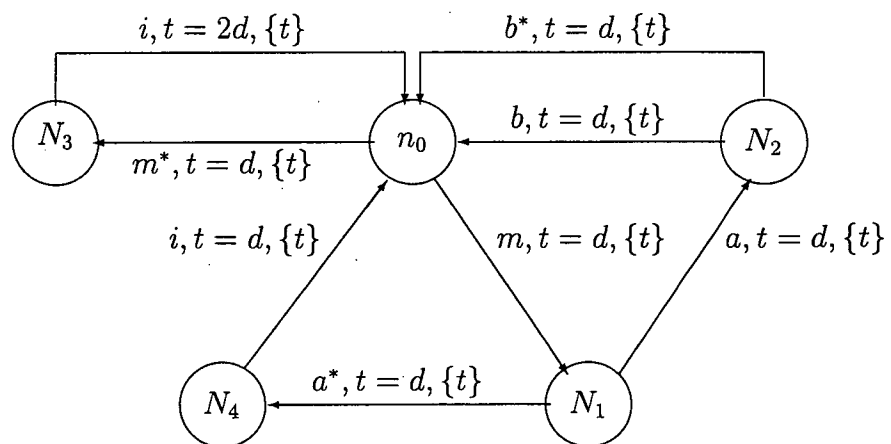 i, t = 2d, {t}
b*, t = d, {t}
N₃
n₀
b, t = d, {t}
N₂
m*, t = d, {t}
i, t = d, {t}
m, t = d, {t}
a, t = d, {t}
N₄
a*, t = d, {t}
N₁